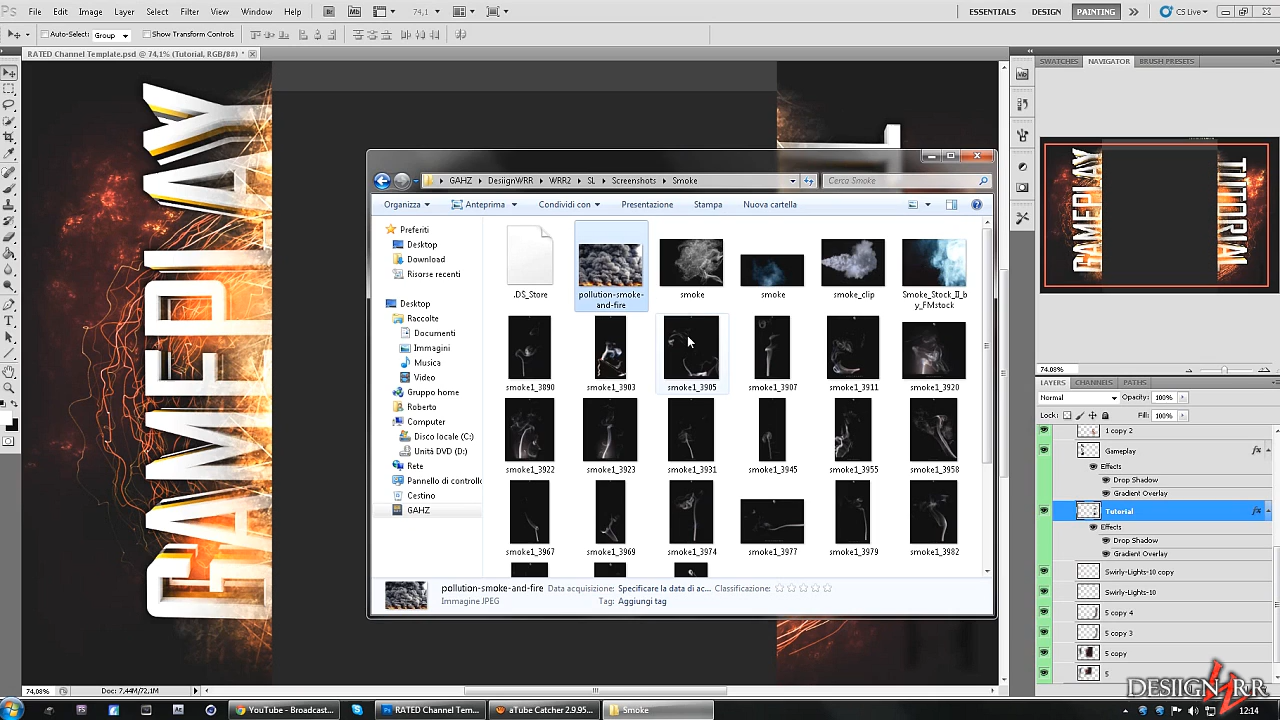 Ps File Edit Image Layer Select Filter View Window Help Br Mb 74,1 ESSENTIALS DESIGN PAINTING CS Live
Auto-Select: Group Show Transform Controls
RATED Channel Template.psd @ 74,1% (Tutorial, RGB/8#) *
SWATCHES NAVIGATOR BRUSH PRESETS
GAMEPLAY
GAMEPLAY
TUTORIAL
74.08%
LAYERS CHANNELS PATHS
Normal Opacity: 100%
Lock: Fill: 100%
1 copy 2
Gameplay fx
Effects
Drop Shadow
Gradient Overlay
Tutorial fx
Effects
Drop Shadow
Gradient Overlay
Swirly-Lights-10 copy
Swirly-Lights-10
5 copy 4
5 copy 3
5 copy
5
GAHZ DesiignWRR WRR2 SL Screenshots Smoke Cerca Smoke
Organizza Anteprima Condividi con Presentazione Stampa Nuova cartella
Preferiti
Desktop
Download
Risorse recenti
Desktop
Raccolte
Documenti
Immagini
Musica
Video
Gruppo home
Roberto
Computer
Disco locale (C:)
Unità DVD (D:)
Rete
Pannello di controllo
Cestino
GAHZ
.DS_Store pollution-smoke-and-fire smoke smoke smoke_clip Smoke_Stock_II_by_FMstock
smoke1_3890 smoke1_3903 smoke1_3905 smoke1_3907 smoke1_3911 smoke1_3920
smoke1_3922 smoke1_3923 smoke1_3931 smoke1_3945 smoke1_3955 smoke1_3958
smoke1_3967 smoke1_3969 smoke1_3974 smoke1_3977 smoke1_3979 smoke1_3982
pollution-smoke-and-fire Data acquisizione: Specificare la data di ac... Classificazione:
Immagine JPEG Tag: Aggiungi tag
74,08% Doc: 7,44M/72,1M
DESIIGN RR
YouTube - Broadcast... RATED Channel Tem... aTube Catcher 2.9.95... Smoke 12:14